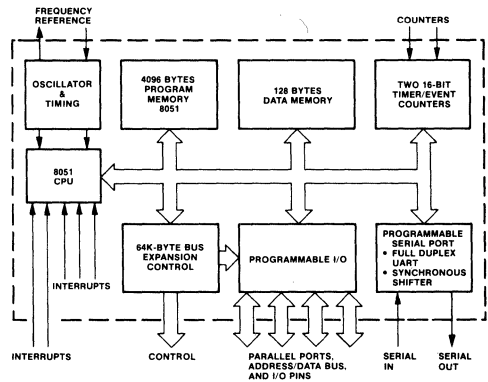 FREQUENCY
REFERENCE
COUNTERS
OSCILLATOR
&
TIMING
4096 BYTES
PROGRAM
MEMORY
8051
128 BYTES
DATA MEMORY
TWO 16-BIT
TIMER/EVENT
COUNTERS
8051
CPU
64K-BYTE BUS
EXPANSION
CONTROL
PROGRAMMABLE I/O
PROGRAMMABLE
SERIAL PORT
• FULL DUPLEX
UART
• SYNCHRONOUS
SHIFTER
INTERRUPTS
INTERRUPTS
CONTROL
PARALLEL PORTS,
ADDRESS/DATA BUS,
AND I/O PINS
SERIAL
IN
SERIAL
OUT